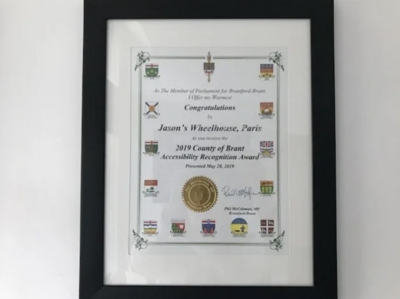 As The Member of Parliament for Brantford-Brant
I Offer my Warmest
Congratulations
to
Jason's Wheelhouse, Paris
As you receive the
2019 County of Brant
Accessibility Recognition Award
Presented May 28, 2019
Phil McColeman, MP
Brantford-Brant